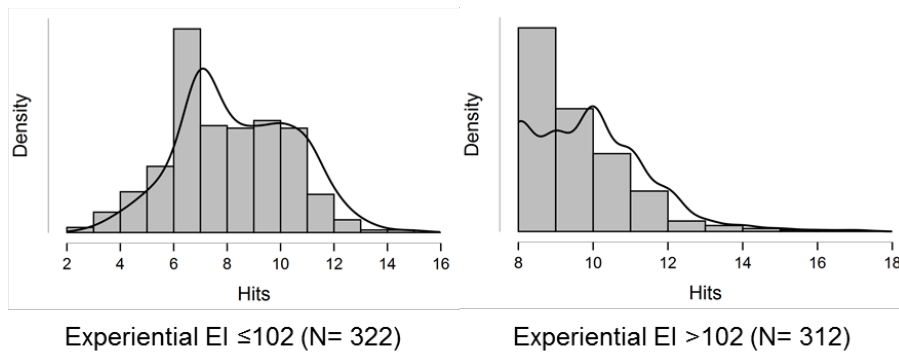 Density
2 4 6 8 10 12 14 16
Hits
Experiential EI ≤102 (N= 322)
Density
8 10 12 14 16 18
Hits
Experiential EI >102 (N= 312)